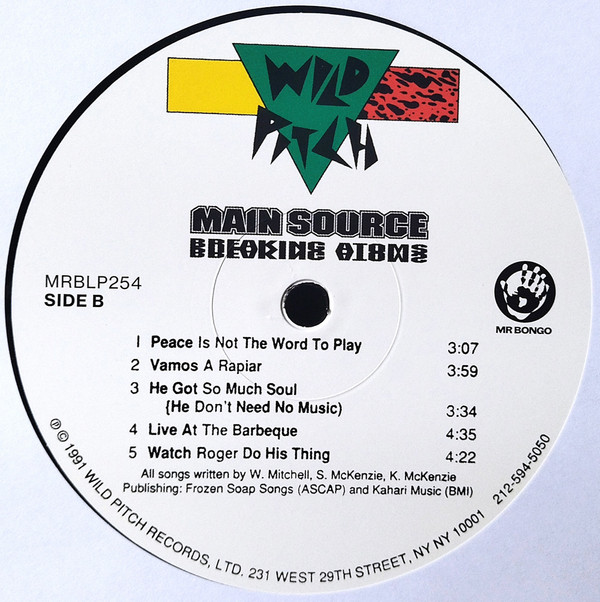 WILD
PITCH
MAIN SOURCE
BREAKING ATOMS
MRBLP254
SIDE B
MR BONGO
1 Peace Is Not The Word To Play 3:07
2 Vamos A Rapiar 3:59
3 He Got So Much Soul
{He Don't Need No Music) 3:34
4 Live At The Barbeque 4:35
5 Watch Roger Do His Thing 4:22
All songs written by W. Mitchell, S. McKenzie, K. McKenzie
Publishing: Frozen Soap Songs (ASCAP) and Kahari Music (BMI)
℗ © 1991 WILD PITCH RECORDS, LTD. 231 WEST 29TH STREET, NY NY 10001 212-594-5050